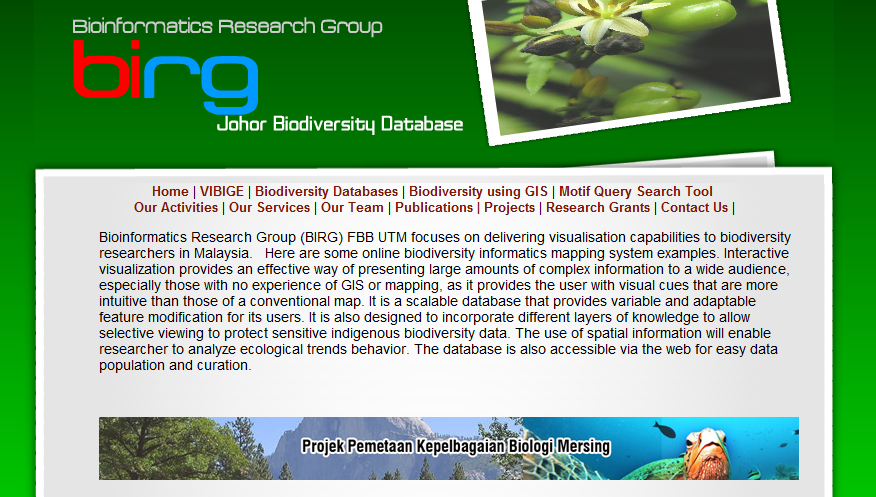 Bioinformatics Research Group
birg
Johor Biodiversity Database
Home | VIBIGE | Biodiversity Databases | Biodiversity using GIS | Motif Query Search Tool
Our Activities | Our Services | Our Team | Publications | Projects | Research Grants | Contact Us |
Bioinformatics Research Group (BIRG) FBB UTM focuses on delivering visualisation capabilities to biodiversity
researchers in Malaysia.   Here are some online biodiversity informatics mapping system examples. Interactive
visualization provides an effective way of presenting large amounts of complex information to a wide audience,
especially those with no experience of GIS or mapping, as it provides the user with visual cues that are more
intuitive than those of a conventional map. It is a scalable database that provides variable and adaptable
feature modification for its users. It is also designed to incorporate different layers of knowledge to allow
selective viewing to protect sensitive indigenous biodiversity data. The use of spatial information will enable
researcher to analyze ecological trends behavior. The database is also accessible via the web for easy data
population and curation.
Projek Pemetaan Kepelbagaian Biologi Mersing